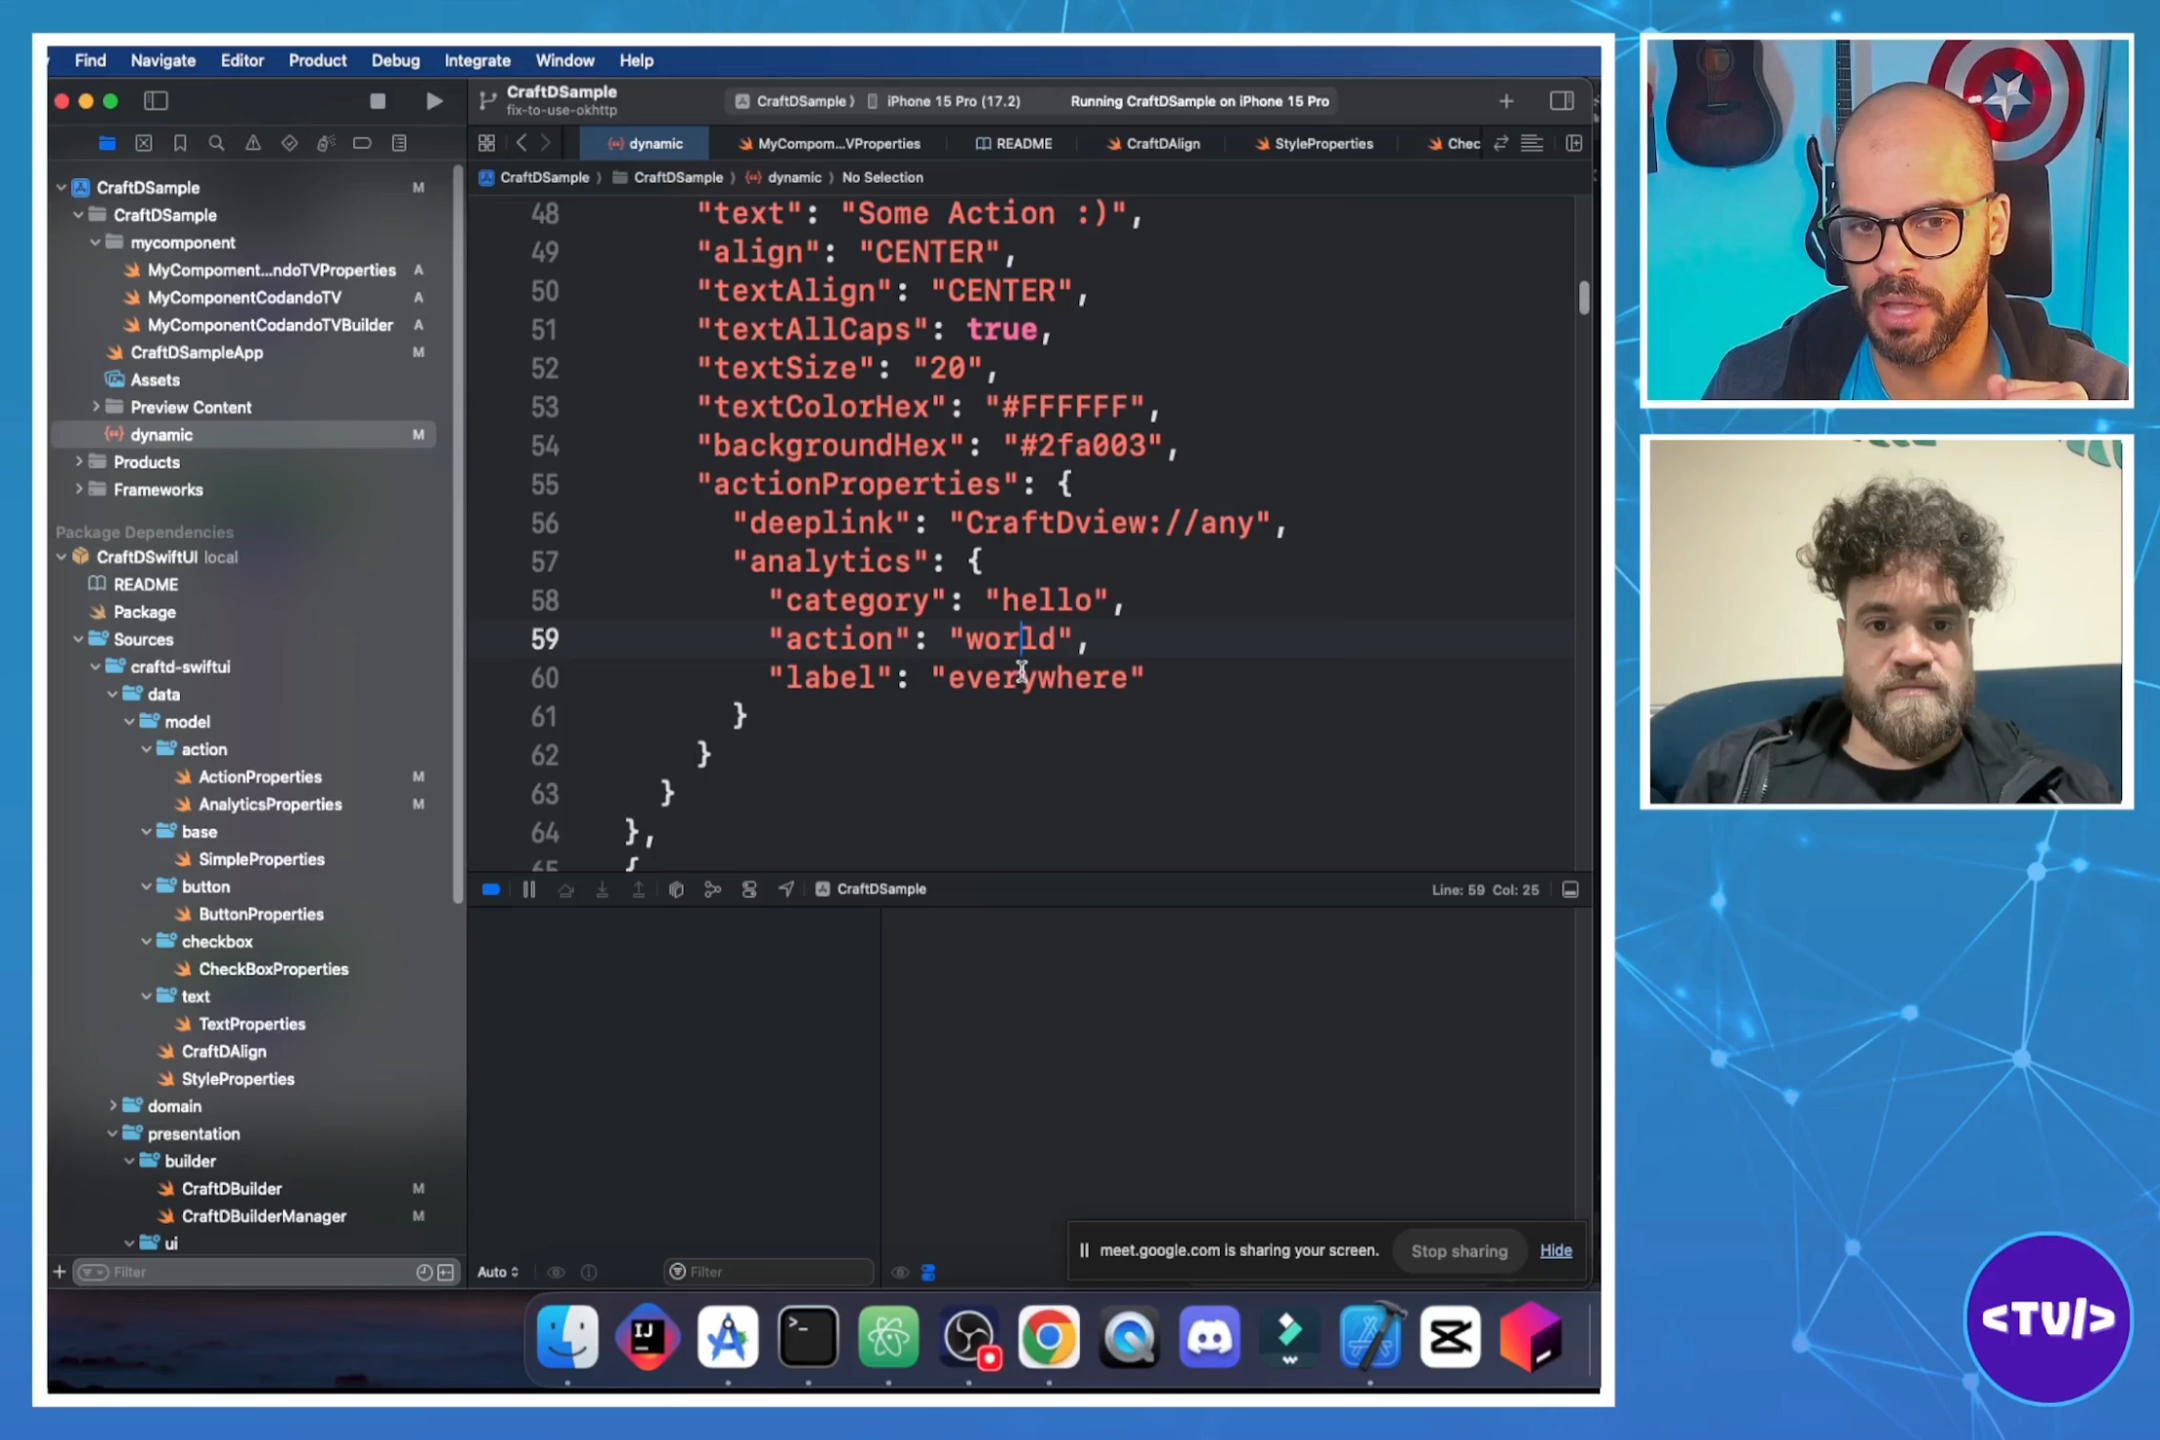 Find Navigate Editor Product Debug Integrate Window Help
CraftDSample
fix-to-use-okhttp
CraftDSample ⟩ iPhone 15 Pro (17.2)
Running CraftDSample on iPhone 15 Pro
dynamic
MyCompom...VProperties
README
CraftDAlign
StyleProperties
Chec
CraftDSample ⟩ CraftDSample ⟩ dynamic ⟩ No Selection
CraftDSample M
CraftDSample
mycomponent
MyComponent...ndoTVProperties A
MyComponentCodandoTV A
MyComponentCodandoTVBuilder A
CraftDSampleApp M
Assets
Preview Content
dynamic M
Products
Frameworks
Package Dependencies
CraftDSwiftUI local
README
Package
Sources
craftd-swiftui
data
model
action
ActionProperties M
AnalyticsProperties M
base
SimpleProperties
button
ButtonProperties
checkbox
CheckBoxProperties
text
TextProperties
CraftDAlign
StyleProperties
domain
presentation
builder
CraftDBuilder M
CraftDBuilderManager M
ui
Filter
48 "text": "Some Action :)",
49 "align": "CENTER",
50 "textAlign": "CENTER",
51 "textAllCaps": true,
52 "textSize": "20",
53 "textColorHex": "#FFFFFF",
54 "backgroundHex": "#2fa003",
55 "actionProperties": {
56 "deeplink": "CraftDview://any",
57 "analytics": {
58 "category": "hello",
59 "action": "world",
60 "label": "everywhere"
61 }
62 }
63 }
64 },
65 {
CraftDSample
Line: 59 Col: 25
Auto
Filter
meet.google.com is sharing your screen.
Stop sharing
Hide
IJ
<TV/>